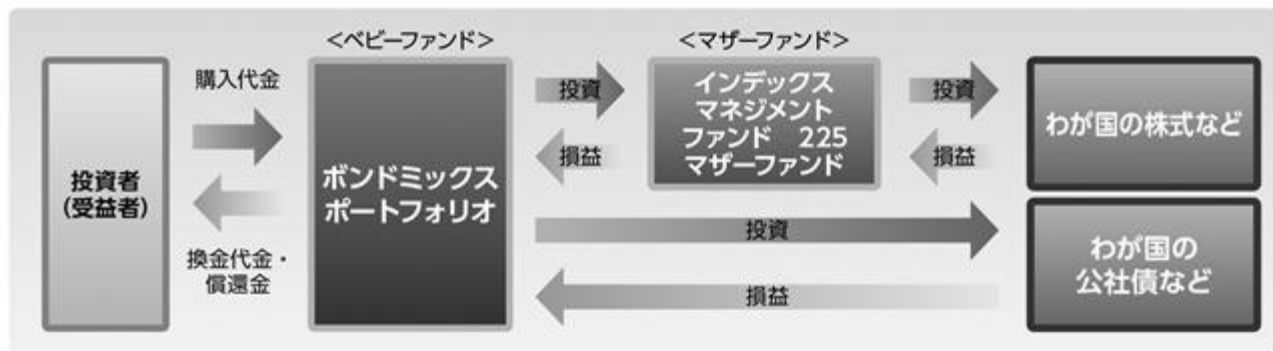 <ベビーファンド>
<マザーファンド>
投資者
(受益者)
購入代金
換金代金・
償還金
ボンドミックス
ポートフォリオ
投資
損益
インデックス
マネジメント
ファンド　225
マザーファンド
投資
損益
わが国の株式など
投資
損益
わが国の
公社債など